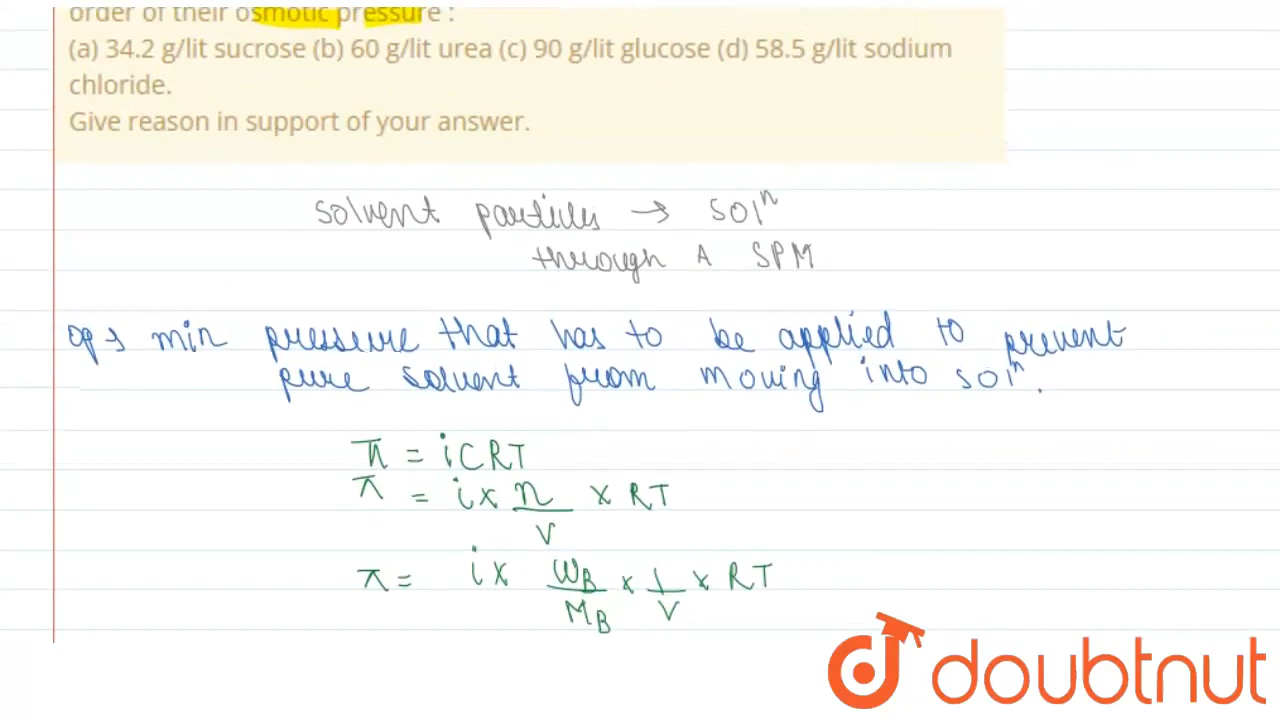 order of their osmotic pressure :
(a) 34.2 g/lit sucrose (b) 60 g/lit urea (c) 90 g/lit glucose (d) 58.5 g/lit sodium
chloride.
Give reason in support of your answer.
solvent particles → solⁿ
through A SPM
op → min pressure that has to be applied to prevent
pure solvent from moving into solⁿ.
π = iCRT
π = i × n/V × RT
π = i × W_B/M_B × 1/V × RT
doubtnut